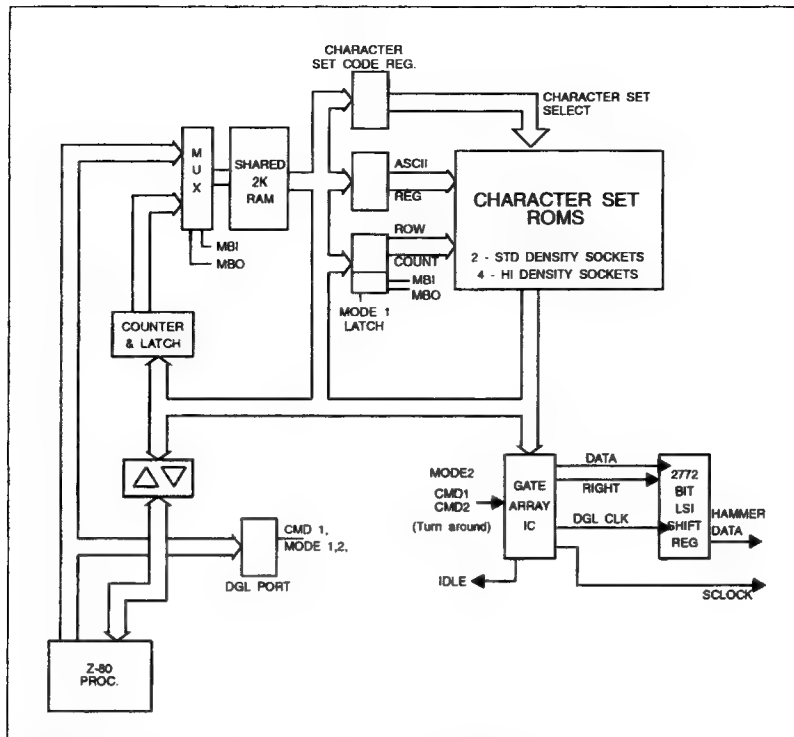 CHARACTER
SET CODE REG.
CHARACTER SET
SELECT
M
U
X
SHARED
2K
RAM
ASCII
REG
ROW
COUNT
CHARACTER SET
ROMS
2 - STD DENSITY SOCKETS
4 - HI DENSITY SOCKETS
MBI
MBO
MBI
MBO
MODE 1
LATCH
COUNTER
& LATCH
MODE2
CMD1
CMD2
(Turn around)
GATE
ARRAY
IC
DATA
RIGHT
DGL CLK
2772
BIT
LSI
SHIFT
REG
HAMMER
DATA
IDLE
SCLOCK
CMD 1,
MODE 1,2,
DGL PORT
Z-80
PROC.